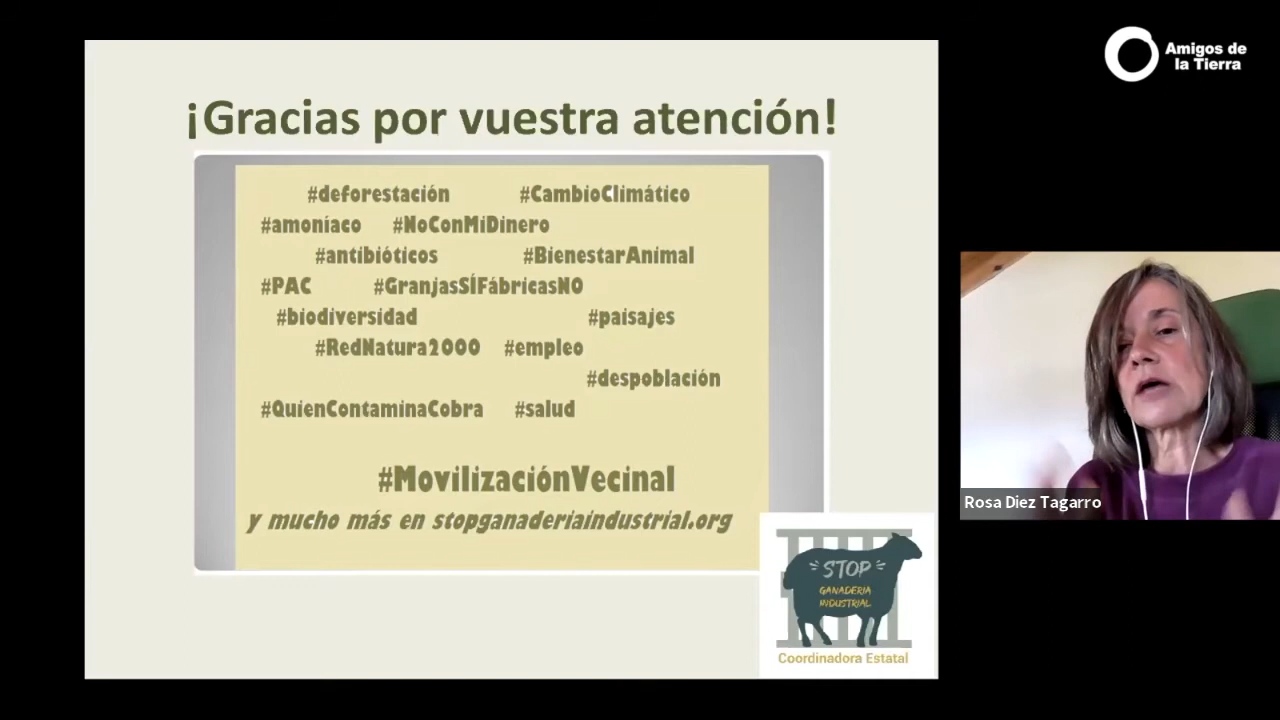 Amigos de
la Tierra
¡Gracias por vuestra atención!
#deforestación #CambioClimático
#amoníaco #NoConMiDinero
#antibióticos #BienestarAnimal
#PAC #GranjasSÍFábricasNO
#biodiversidad #paisajes
#RedNatura2000 #empleo
#despoblación
#QuienContaminaCobra #salud
#MovilizaciónVecinal
y mucho más en stopganaderiaindustrial.org
STOP
GANADERIA
INDUSTRIAL
Coordinadora Estatal
Rosa Diez Tagarro